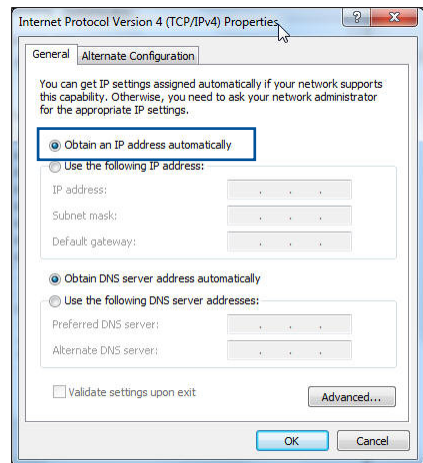 Internet Protocol Version 4 (TCP/IPv4) Properties
General
Alternate Configuration
You can get IP settings assigned automatically if your network supports
this capability. Otherwise, you need to ask your network administrator
for the appropriate IP settings.
Obtain an IP address automatically
Use the following IP address:
IP address:
Subnet mask:
Default gateway:
Obtain DNS server address automatically
Use the following DNS server addresses:
Preferred DNS server:
Alternate DNS server:
Validate settings upon exit
Advanced...
OK
Cancel